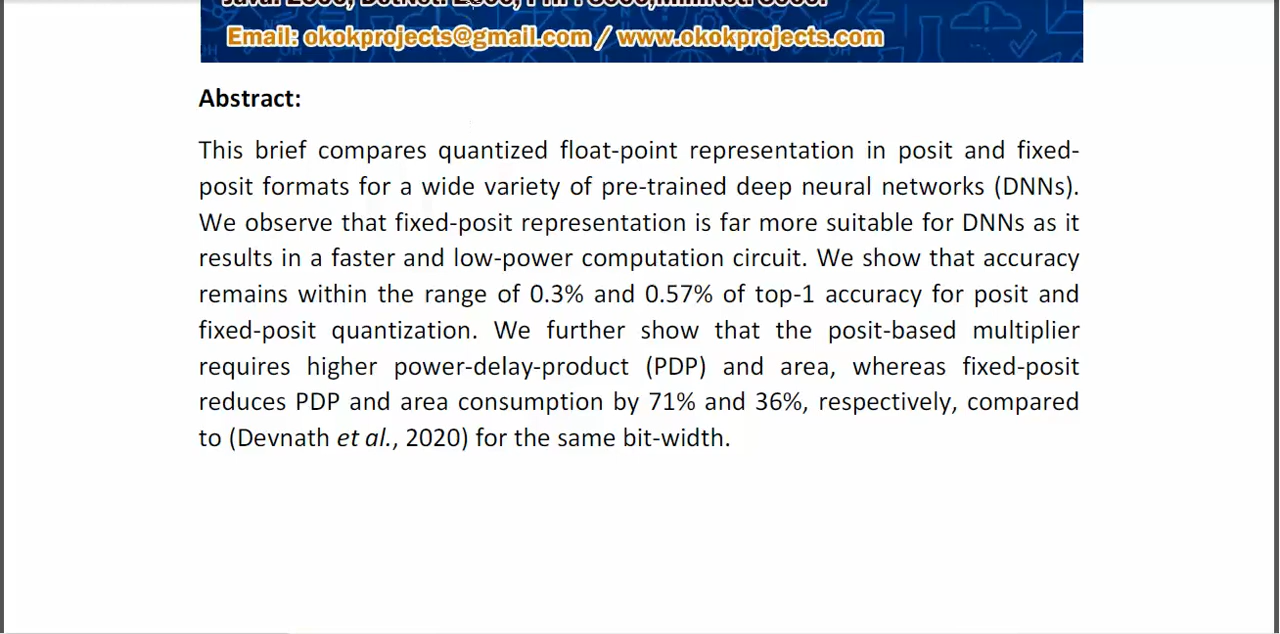 Email: okokprojects@gmail.com / www.okokprojects.com
Abstract:
This brief compares quantized float-point representation in posit and fixed-
posit formats for a wide variety of pre-trained deep neural networks (DNNs).
We observe that fixed-posit representation is far more suitable for DNNs as it
results in a faster and low-power computation circuit. We show that accuracy
remains within the range of 0.3% and 0.57% of top-1 accuracy for posit and
fixed-posit quantization. We further show that the posit-based multiplier
requires higher power-delay-product (PDP) and area, whereas fixed-posit
reduces PDP and area consumption by 71% and 36%, respectively, compared
to (Devnath et al., 2020) for the same bit-width.